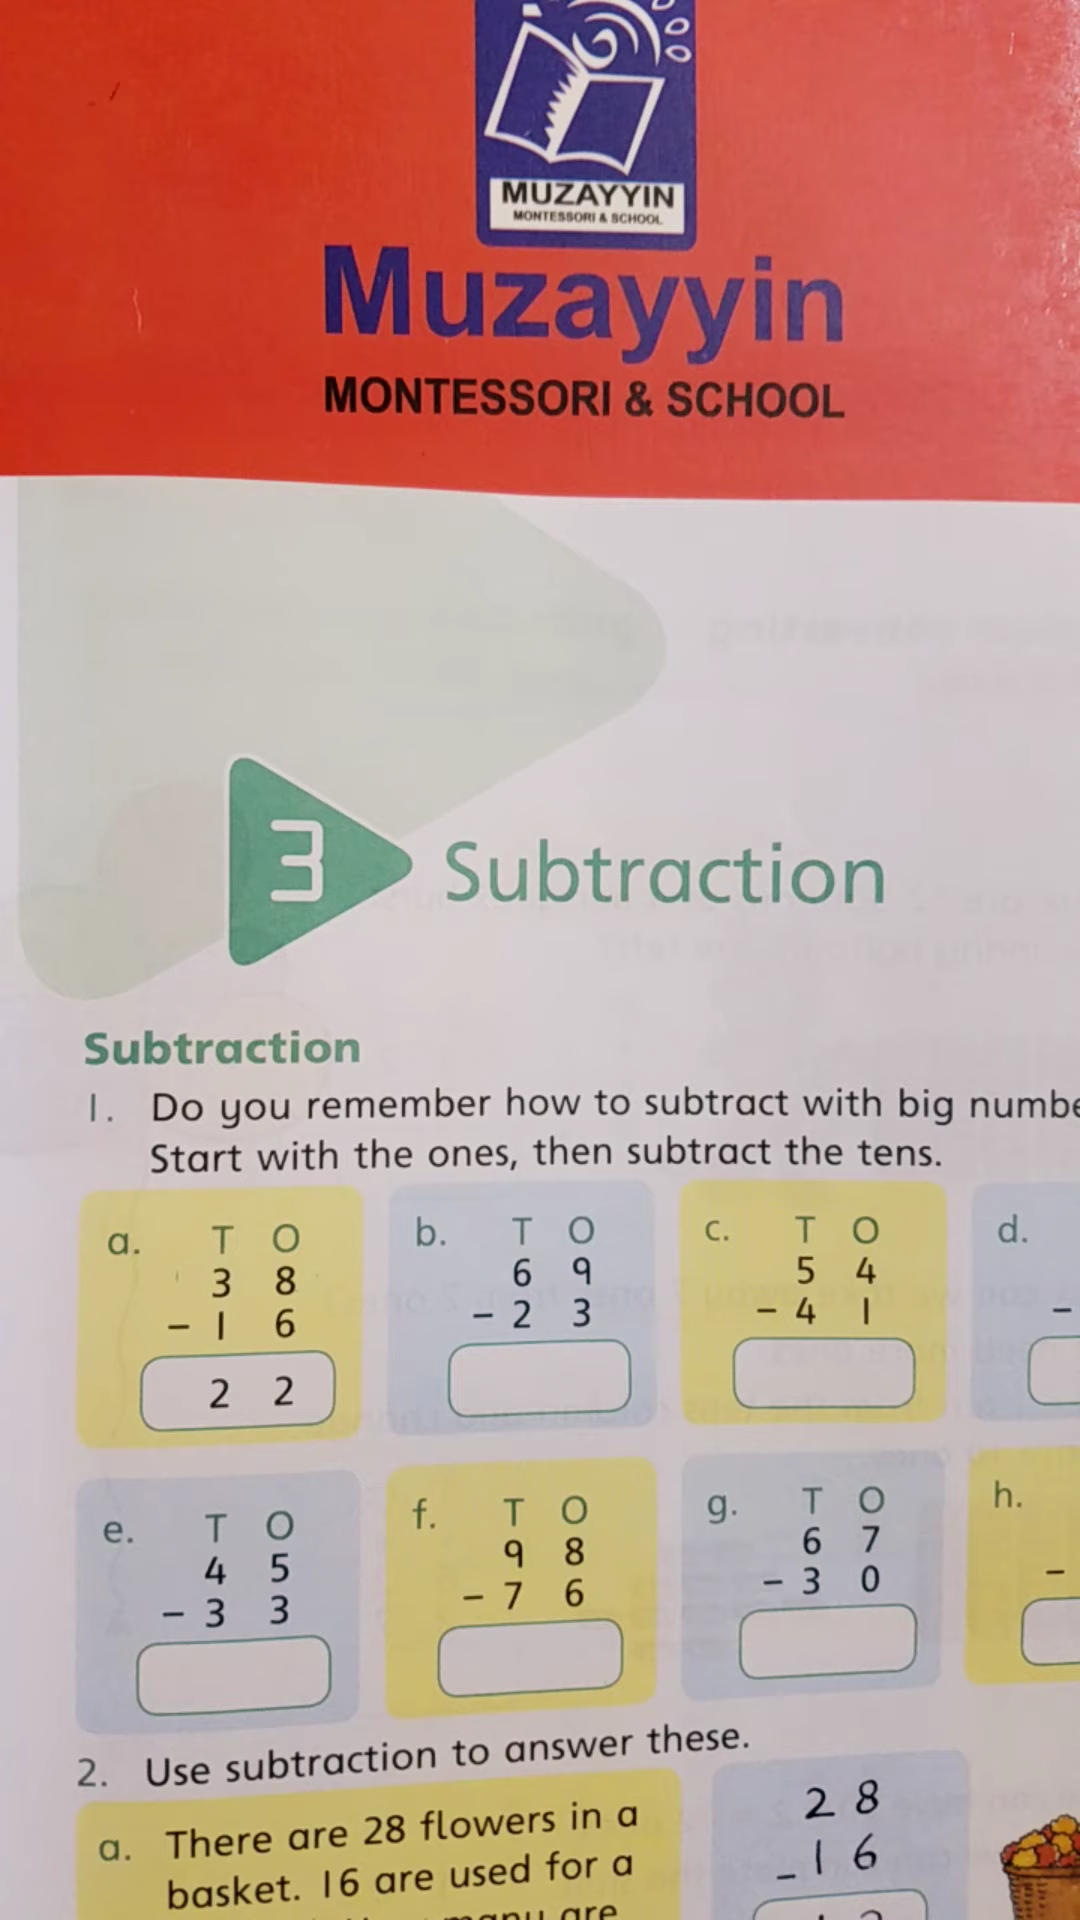 MUZAYYIN
MONTESSORI & SCHOOL
Muzayyin
MONTESSORI & SCHOOL
3 Subtraction
Subtraction
1. Do you remember how to subtract with big
Start with the ones, then subtract the tens.
a. T O
3 8
- 1 6
2 2
b. T O
6 9
- 2 3
c. T O
5 4
- 4 1
d.
-
e. T O
4 5
- 3 3
f. T O
9 8
- 7 6
g. T O
6 7
- 3 0
h.
-
2. Use subtraction to answer these.
a. There are 28 flowers in a
basket. 16 are used for a
are
2 8
- 1 6